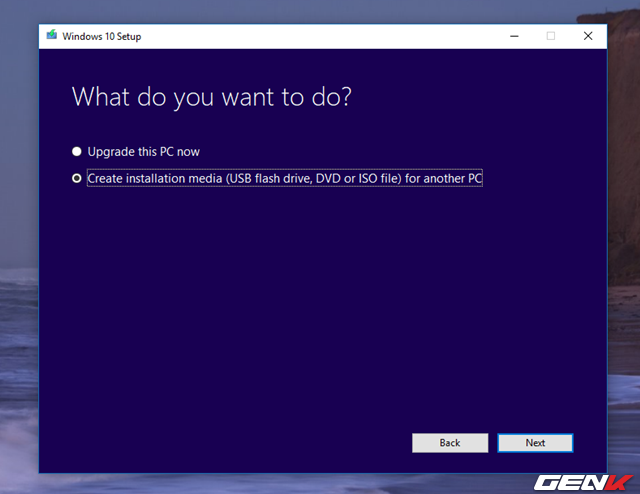 Windows 10 Setup
What do you want to do?
Upgrade this PC now
Create installation media (USB flash drive, DVD or ISO file) for another PC
Back
Next
GENK